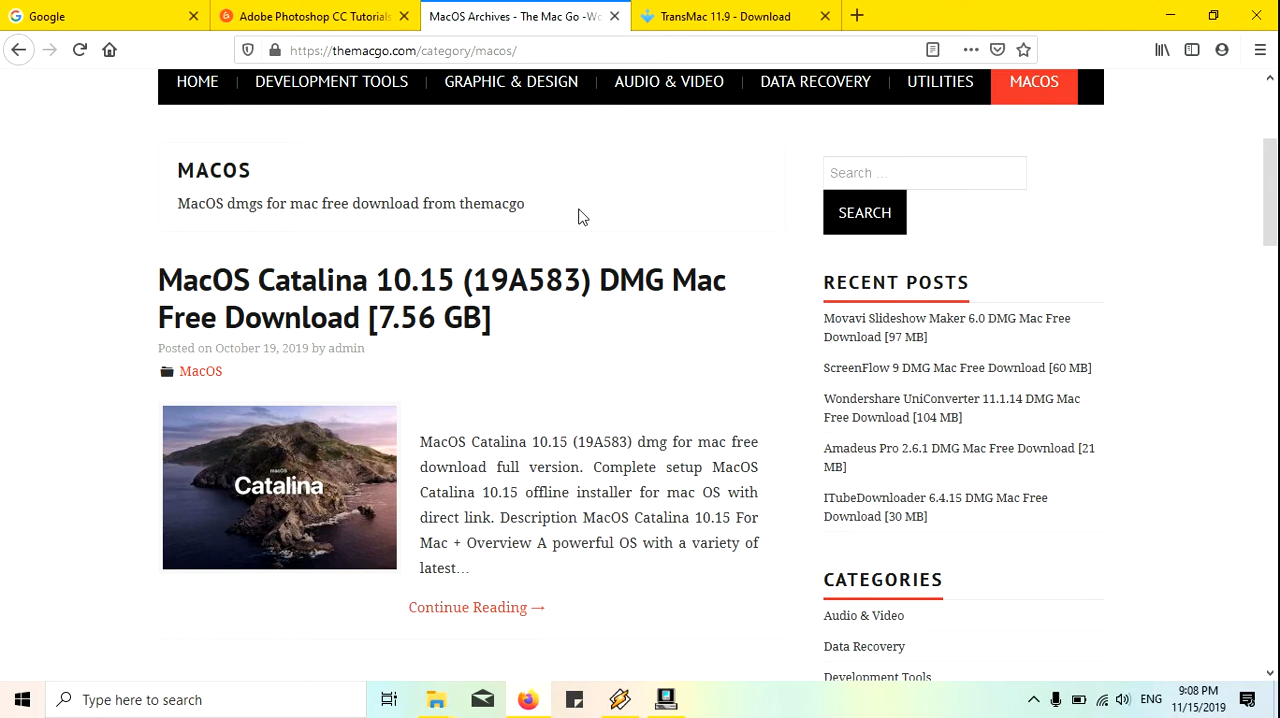 Google
Adobe Photoshop CC Tutorials
MacOS Archives - The Mac Go -Wo
TransMac 11.9 - Download
https://themacgo.com/category/macos/
HOME
DEVELOPMENT TOOLS
GRAPHIC & DESIGN
AUDIO & VIDEO
DATA RECOVERY
UTILITIES
MACOS
MACOS
MacOS dmgs for mac free download from themacgo
MacOS Catalina 10.15 (19A583) DMG Mac
Free Download [7.56 GB]
Posted on October 19, 2019 by admin
MacOS
macOS
Catalina
MacOS Catalina 10.15 (19A583) dmg for mac free
download full version. Complete setup MacOS
Catalina 10.15 offline installer for mac OS with
direct link. Description MacOS Catalina 10.15 For
Mac + Overview A powerful OS with a variety of
latest…
Continue Reading →
Search …
SEARCH
RECENT POSTS
Movavi Slideshow Maker 6.0 DMG Mac Free
Download [97 MB]
ScreenFlow 9 DMG Mac Free Download [60 MB]
Wondershare UniConverter 11.1.14 DMG Mac
Free Download [104 MB]
Amadeus Pro 2.6.1 DMG Mac Free Download [21
MB]
ITubeDownloader 6.4.15 DMG Mac Free
Download [30 MB]
CATEGORIES
Audio & Video
Data Recovery
Development Tools
Type here to search
ENG
9:08 PM
11/15/2019